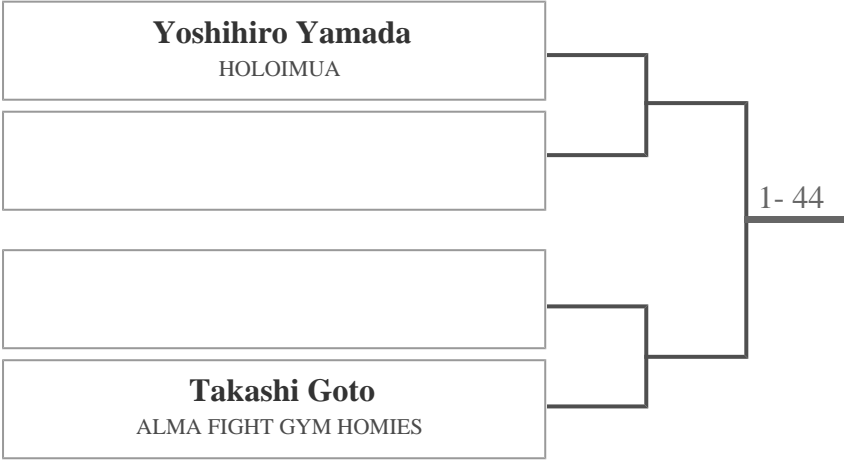 Yoshihiro Yamada
HOLOIMUA
1- 44
Takashi Goto
ALMA FIGHT GYM HOMIES